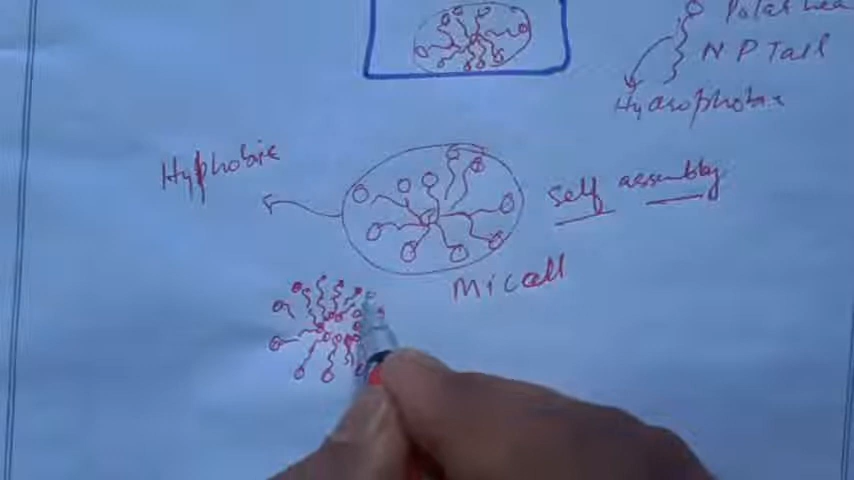 Polar hea
N P Tail
Hydrophobic
Hyphobic
self assembly
Micell